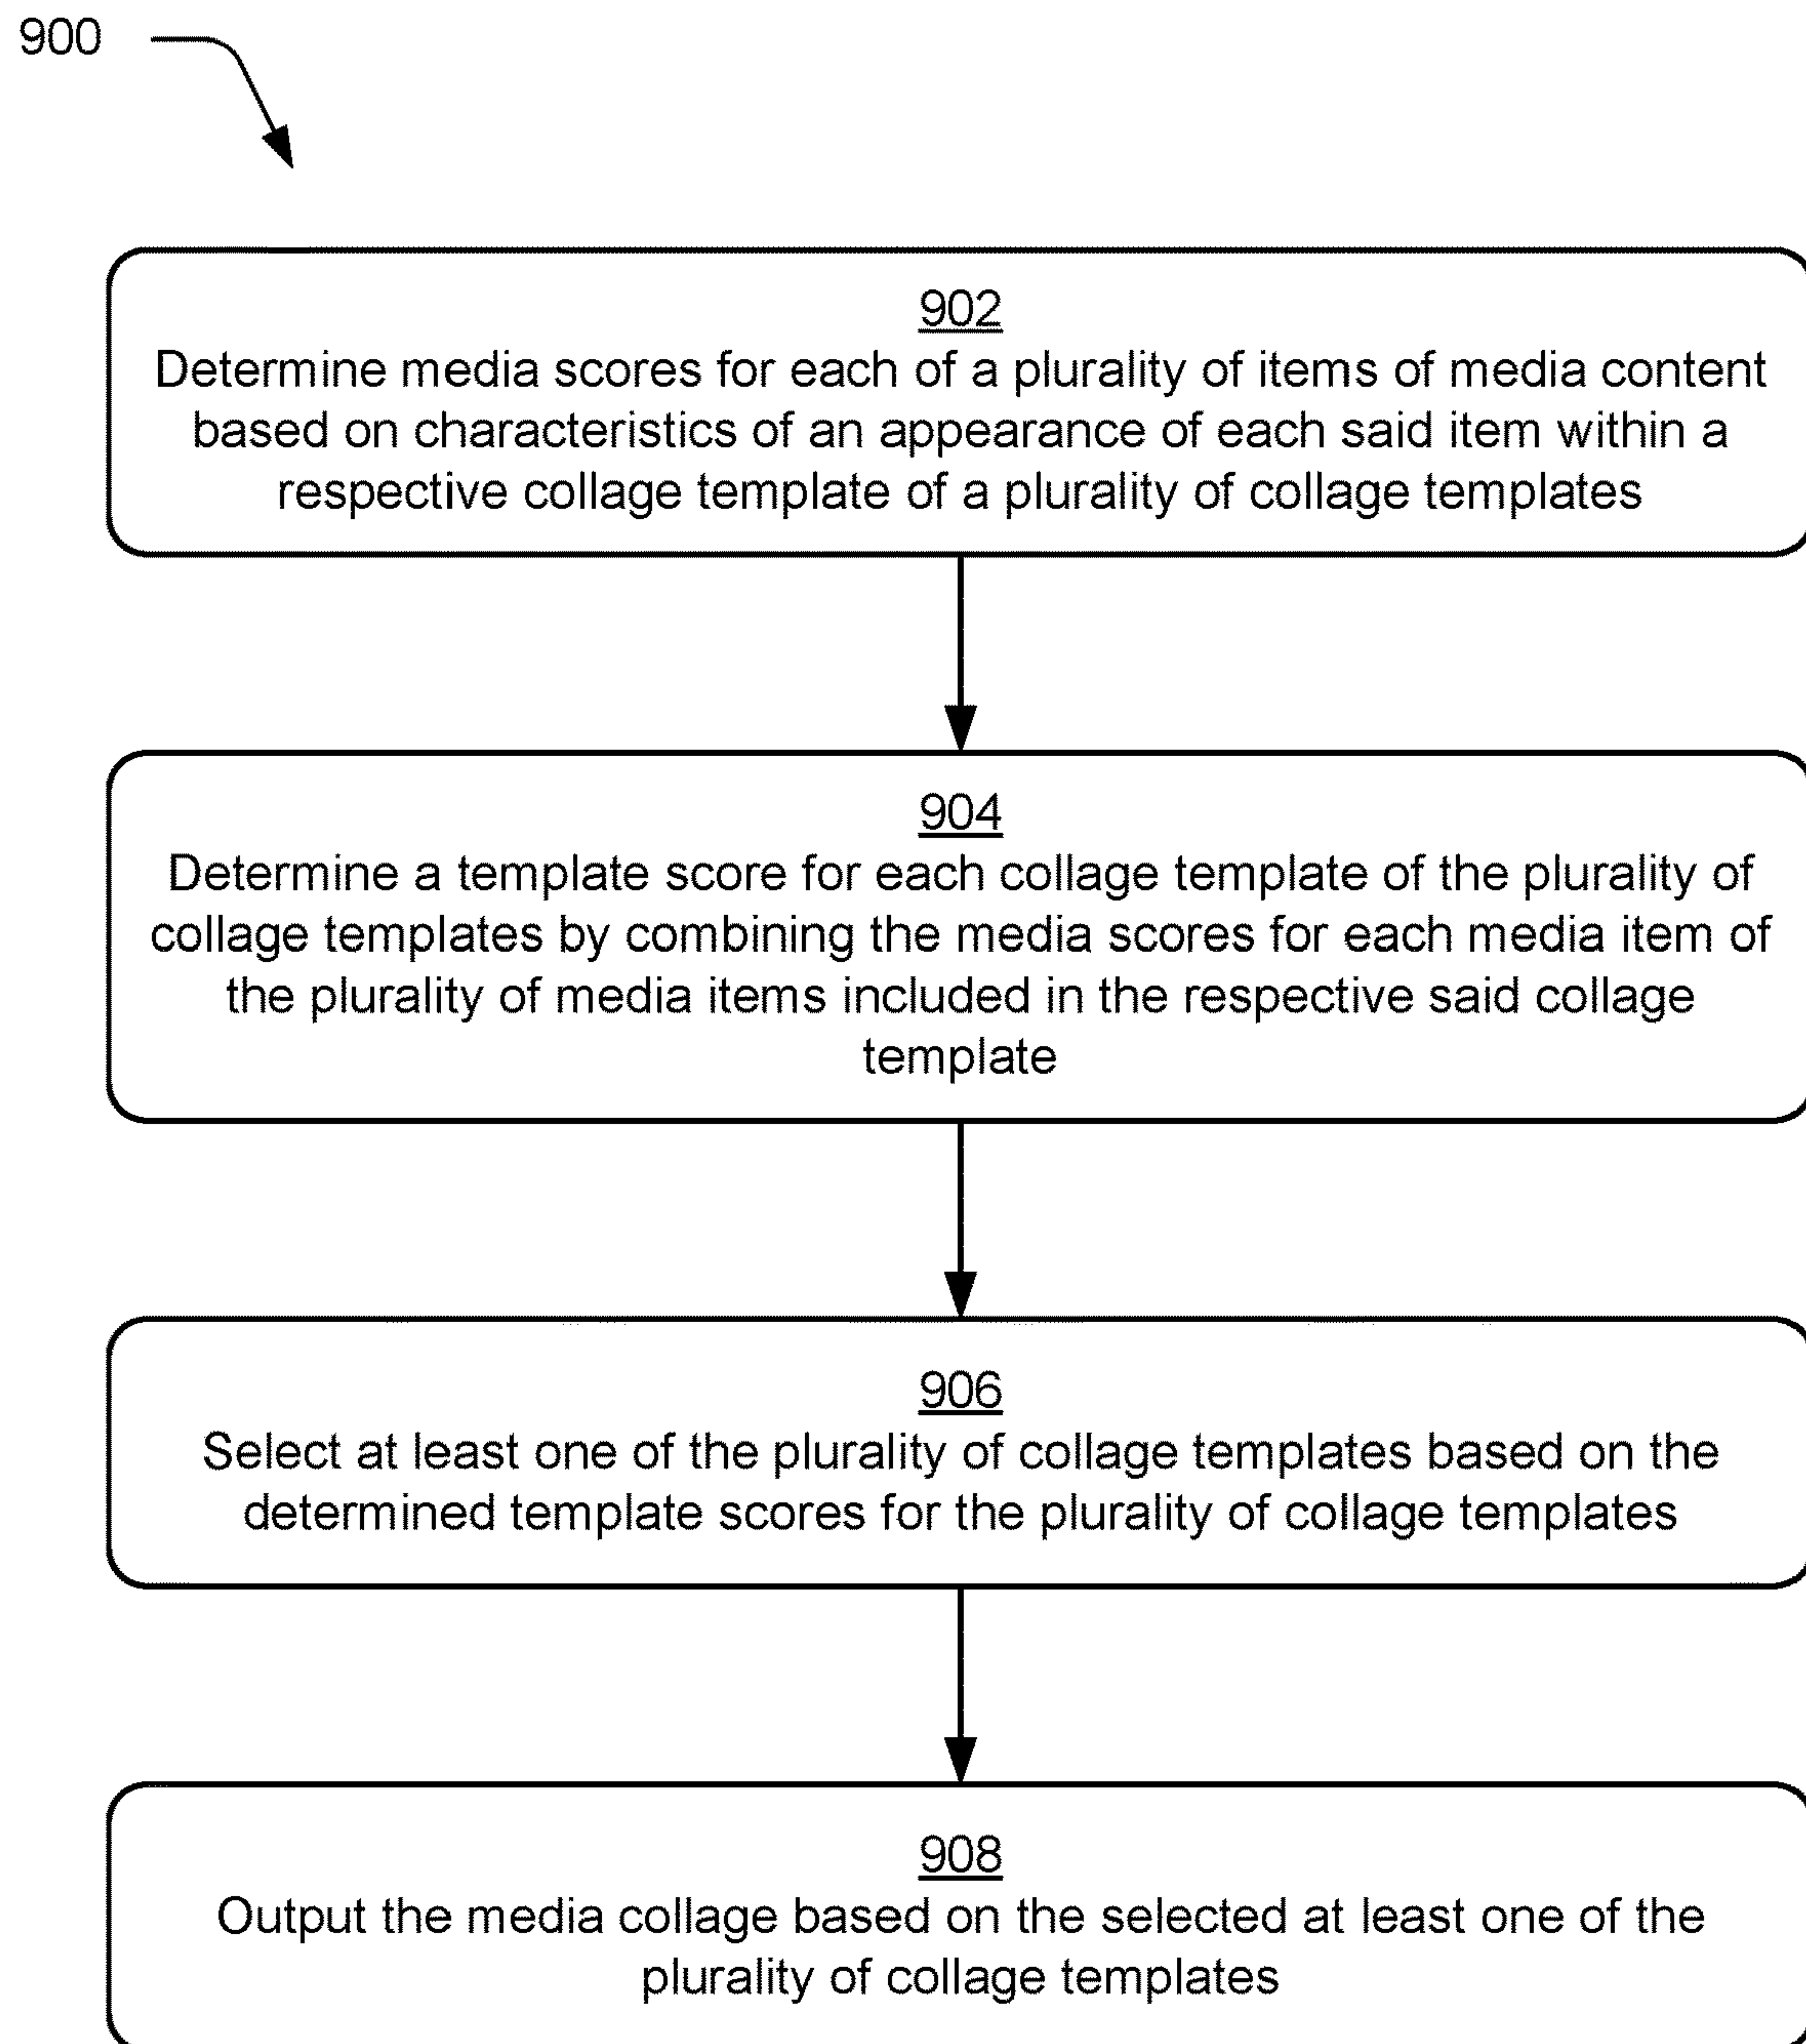 900
902
Determine media scores for each of a plurality of items of media content
based on characteristics of an appearance of each said item within a
respective collage template of a plurality of collage templates
904
Determine a template score for each collage template of the plurality of
collage templates by combining the media scores for each media item of
the plurality of media items included in the respective said collage
template
906
Select at least one of the plurality of collage templates based on the
determined template scores for the plurality of collage templates
908
Output the media collage based on the selected at least one of the
plurality of collage templates